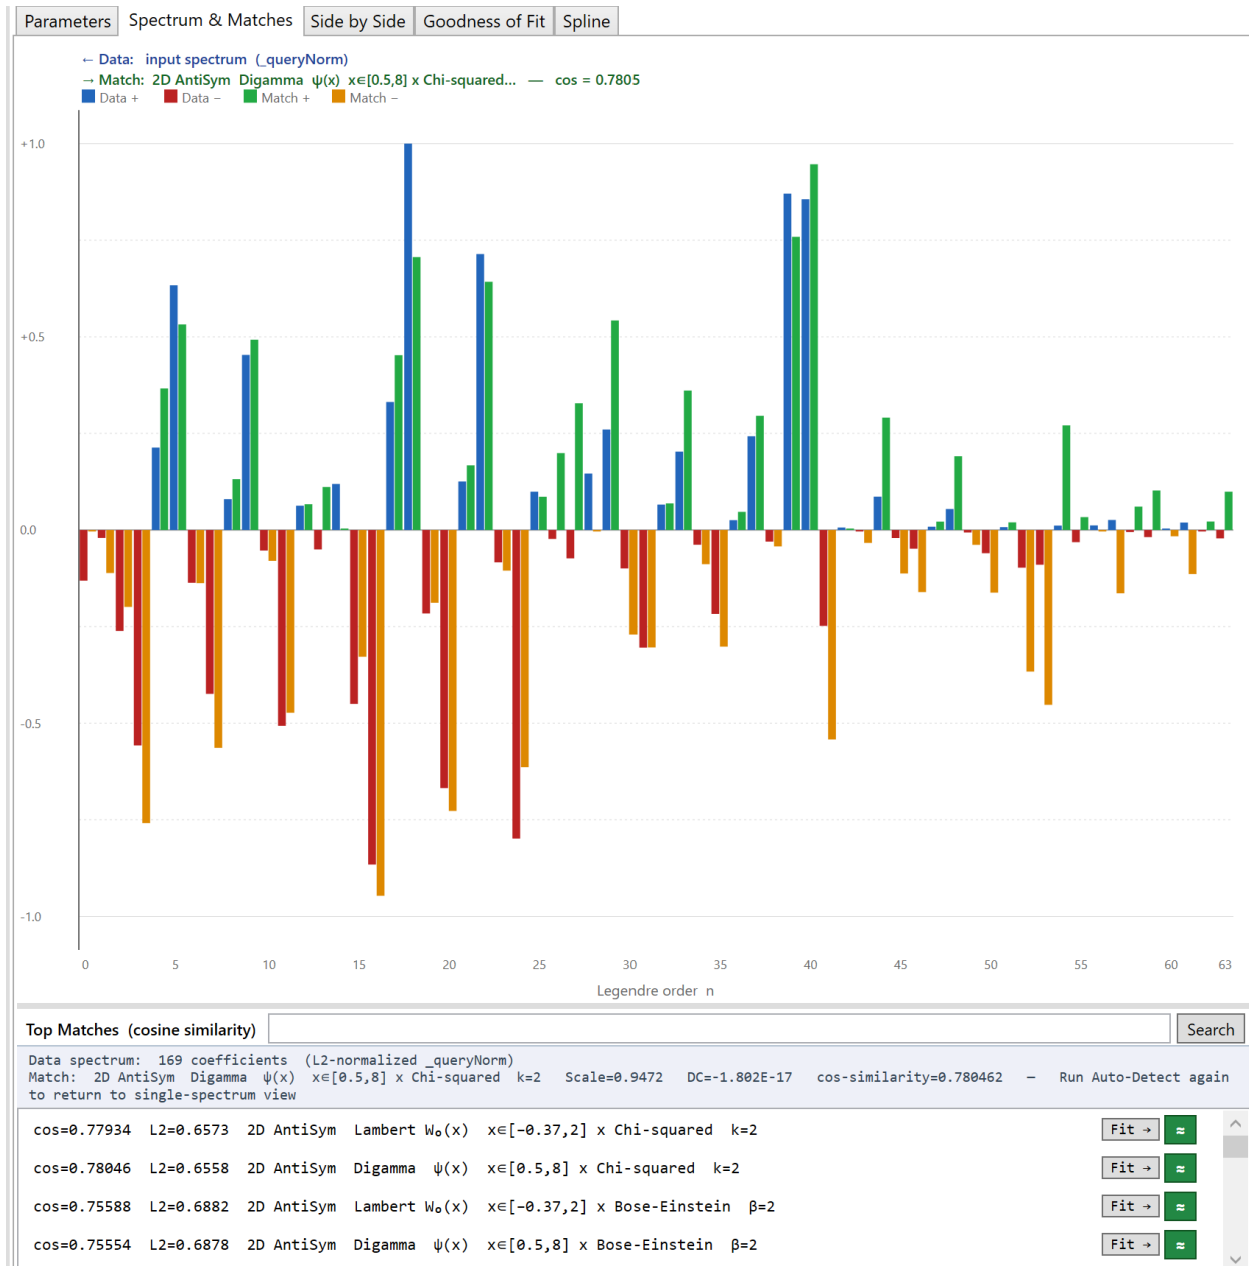 Parameters Spectrum & Matches Side by Side Goodness of Fit Spline
← Data: input spectrum (_queryNorm)
→ Match: 2D AntiSym Digamma ψ(x) x∈[0.5,8] x Chi-squared... — cos = 0.7805
Data + Data − Match + Match −
+1.0
+0.5
0.0
-0.5
-1.0
0 5 10 15 20 25 30 35 40 45 50 55 60 63
Legendre order n
Top Matches (cosine similarity) Search
Data spectrum: 169 coefficients (L2-normalized _queryNorm)
Match: 2D AntiSym Digamma ψ(x) x∈[0.5,8] x Chi-squared k=2 Scale=0.9472 DC=-1.802E-17 cos-similarity=0.780462 — Run Auto-Detect again
to return to single-spectrum view
cos=0.77934 L2=0.6573 2D AntiSym Lambert W₀(x) x∈[-0.37,2] x Chi-squared k=2 Fit → ≈
cos=0.78046 L2=0.6558 2D AntiSym Digamma ψ(x) x∈[0.5,8] x Chi-squared k=2 Fit → ≈
cos=0.75588 L2=0.6882 2D AntiSym Lambert W₀(x) x∈[-0.37,2] x Bose-Einstein β=2 Fit → ≈
cos=0.75554 L2=0.6878 2D AntiSym Digamma ψ(x) x∈[0.5,8] x Bose-Einstein β=2 Fit → ≈